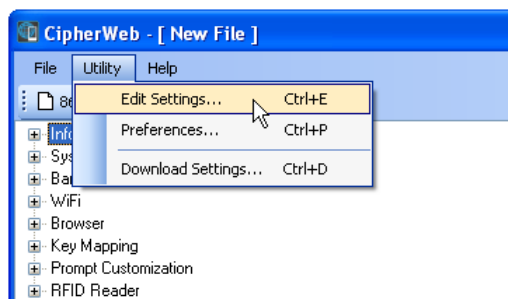 CipherWeb - [ New File ]
File Utility Help
Edit Settings... Ctrl+E
Preferences... Ctrl+P
Download Settings... Ctrl+D
WiFi
Browser
Key Mapping
Prompt Customization
RFID Reader